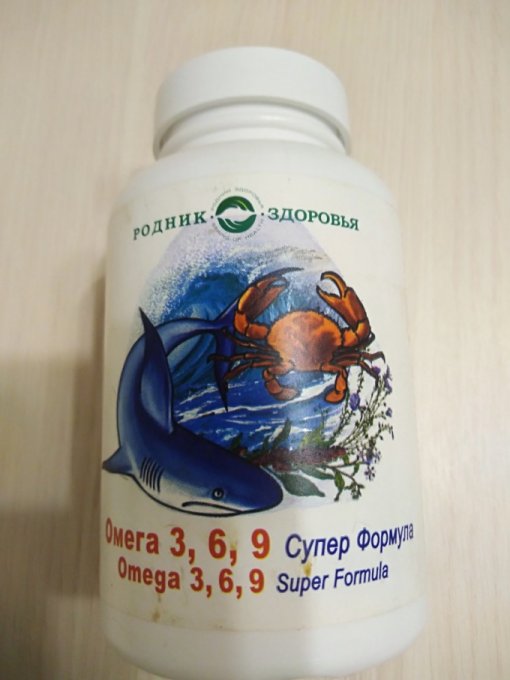 РОДНИК ЗДОРОВЬЯ
Омега 3, 6, 9 Супер Формула
Omega 3, 6, 9 Super Formula